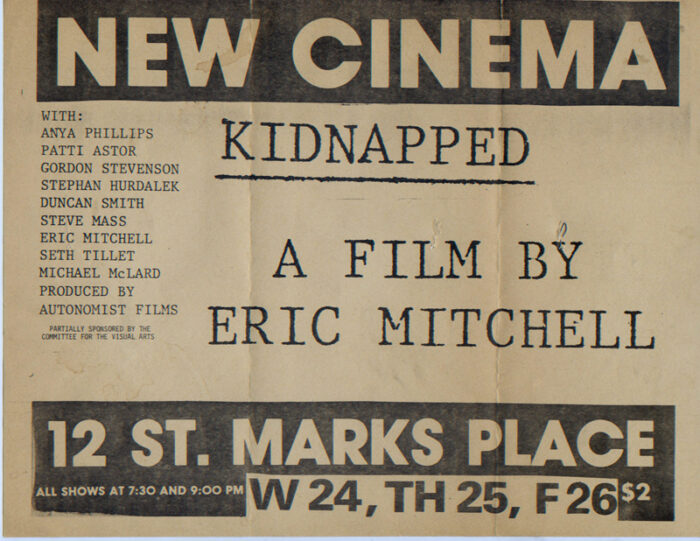 NEW CINEMA
WITH:
ANYA PHILLIPS
PATTI ASTOR
GORDON STEVENSON
STEPHAN HURDALEK
DUNCAN SMITH
STEVE MASS
ERIC MITCHELL
SETH TILLET
MICHAEL McLARD
PRODUCED BY
AUTONOMIST FILMS
PARTIALLY SPONSORED BY THE
COMMITTEE FOR THE VISUAL ARTS
KIDNAPPED
A FILM BY
ERIC MITCHELL
12 ST. MARKS PLACE
ALL SHOWS AT 7:30 AND 9:00 PM W 24, TH 25, F 26 $2